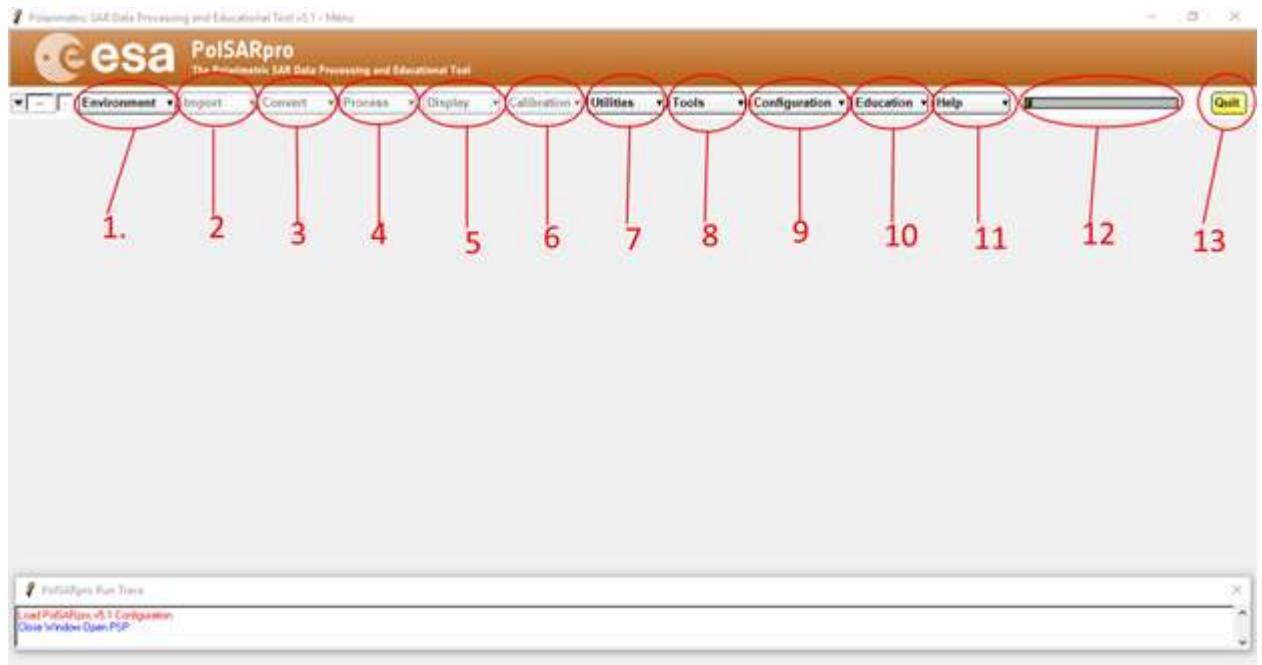 Polarimetric SAR Data Processing and Educational Tool v5.1 - Menu
esa PolSARpro
The Polarimetric SAR Data Processing and Educational Tool
Environment Import Convert Process Display Calibration Utilities Tools Configuration Education Help Quit
1. 2 3 4 5 6 7 8 9 10 11 12 13
PolSARpro Run Trace
Load PolSARpro v5.1 Configuration
Close Window Open PSP